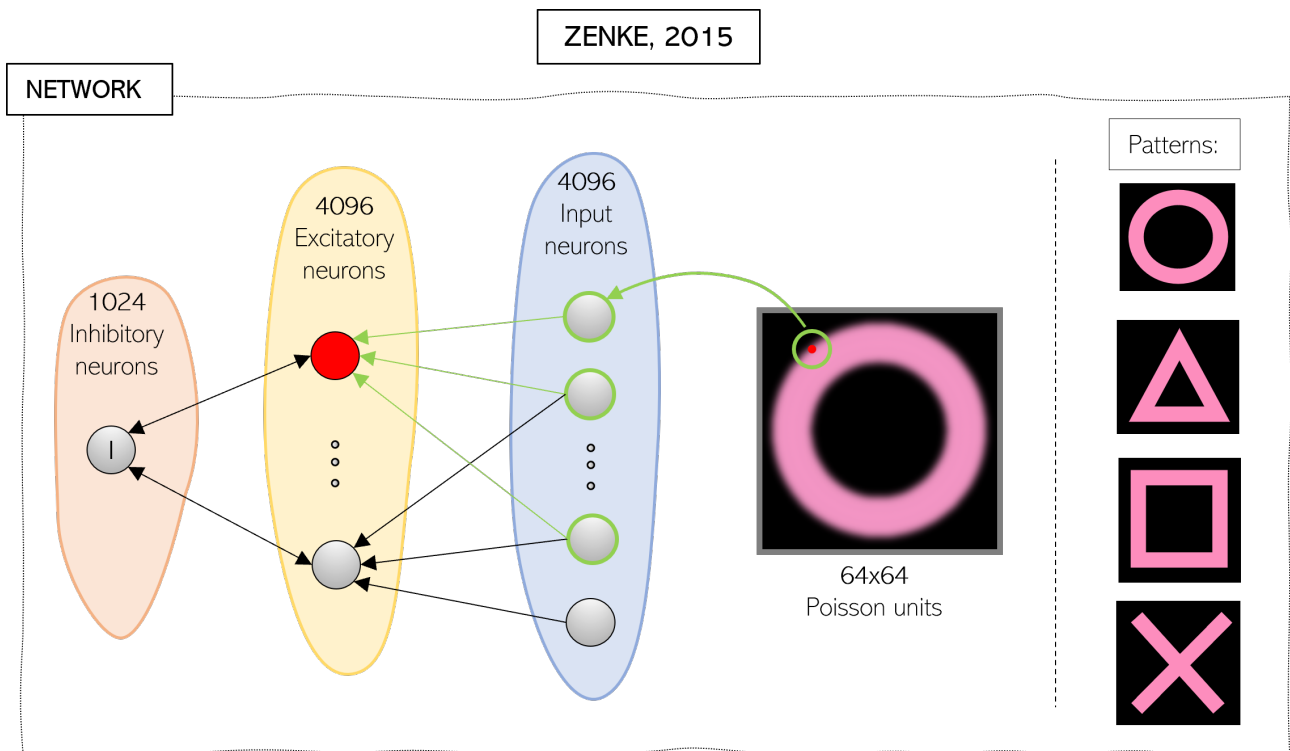 ZENKE, 2015
NETWORK
Patterns:
4096
Excitatory
neurons
4096
Input
neurons
1024
Inhibitory
neurons
I
64x64
Poisson units